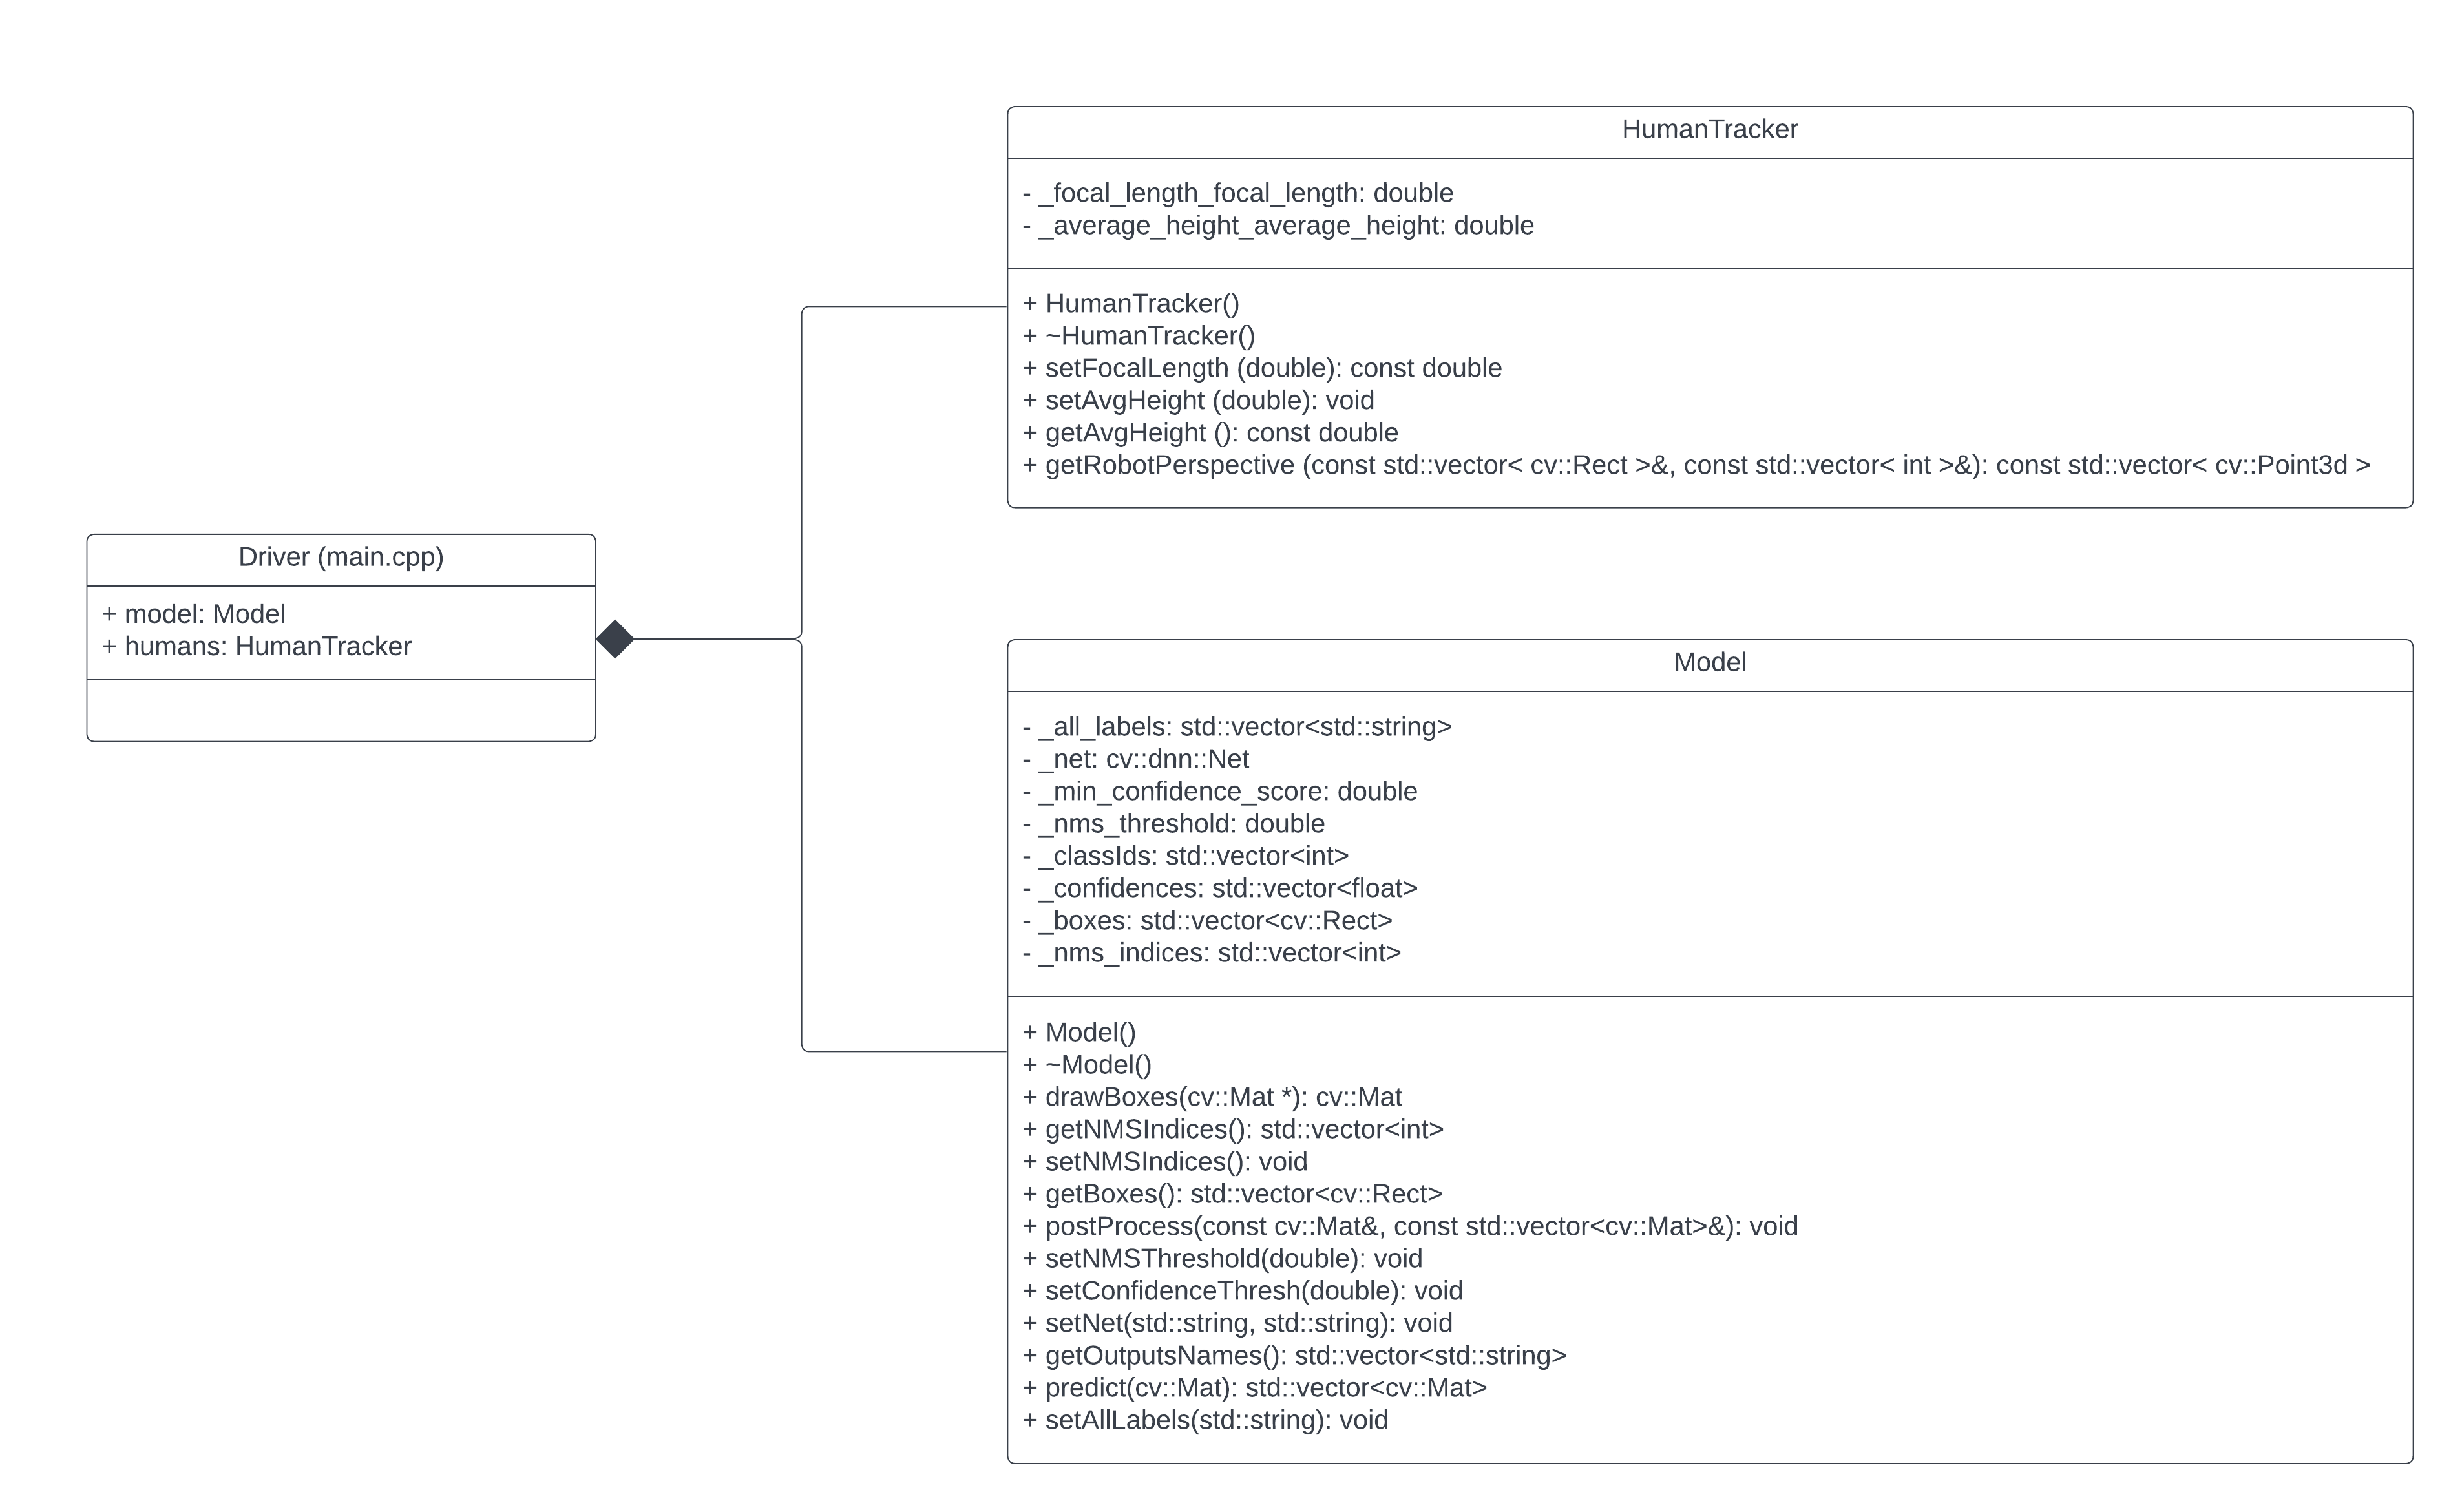 HumanTracker
- _focal_length_focal_length: double
- _average_height_average_height: double
+ HumanTracker()
+ ~HumanTracker()
+ setFocalLength (double): const double
+ setAvgHeight (double): void
+ getAvgHeight (): const double
+ getRobotPerspective (const std::vector< cv::Rect >&, const std::vector< int >&): const std::vector< cv::Point3d >
Driver (main.cpp)
+ model: Model
+ humans: HumanTracker
Model
- _all_labels: std::vector<std::string>
- _net: cv::dnn::Net
- _min_confidence_score: double
- _nms_threshold: double
- _classIds: std::vector<int>
- _confidences: std::vector<float>
- _boxes: std::vector<cv::Rect>
- _nms_indices: std::vector<int>
+ Model()
+ ~Model()
+ drawBoxes(cv::Mat *): cv::Mat
+ getNMSIndices(): std::vector<int>
+ setNMSIndices(): void
+ getBoxes(): std::vector<cv::Rect>
+ postProcess(const cv::Mat&, const std::vector<cv::Mat>&): void
+ setNMSThreshold(double): void
+ setConfidenceThresh(double): void
+ setNet(std::string, std::string): void
+ getOutputsNames(): std::vector<std::string>
+ predict(cv::Mat): std::vector<cv::Mat>
+ setAllLabels(std::string): void